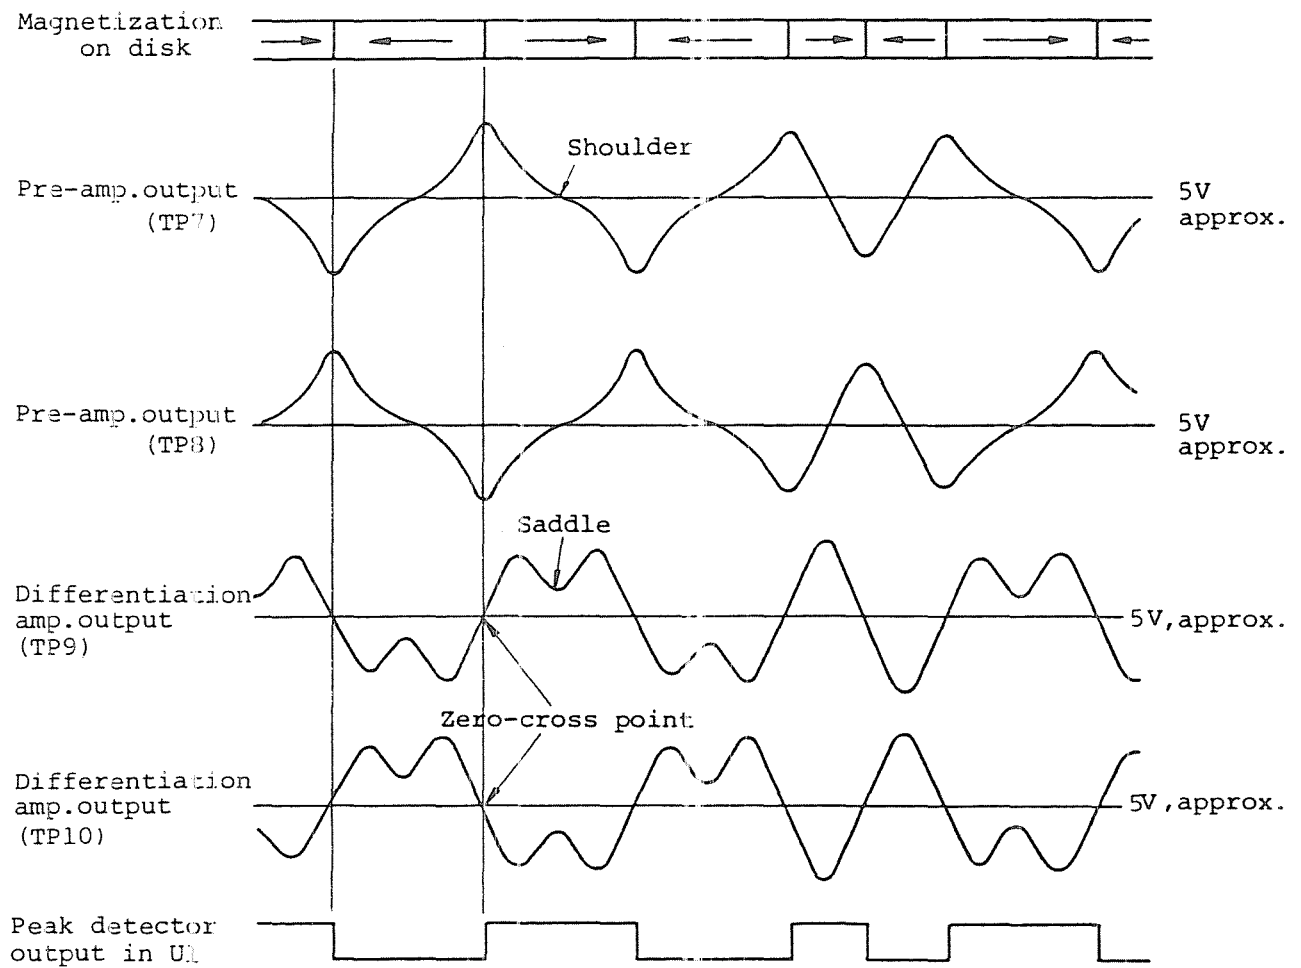 Magnetization
on disk
Shoulder
Pre-amp.output
(TP7)
5V
approx.
Pre-amp.output
(TP8)
5V
approx.
Saddle
Differentiation
amp.output
(TP9)
5V,approx.
Zero-cross point
Differentiation
amp.output
(TP10)
5V,approx.
Peak detector
output in U1